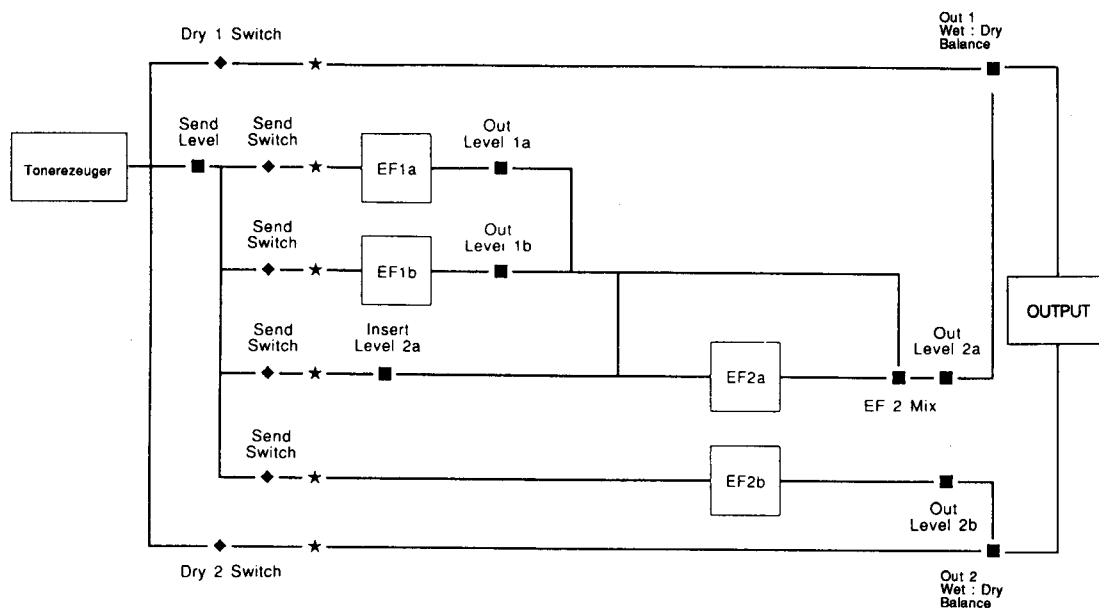 Dry 1 Switch
Out 1
Wet : Dry
Balance
Send
Level
Send
Switch
Out
Level 1a
Tonerezeuger
EF1a
Send
Switch
Out
Level 1b
EF1b
OUTPUT
Send
Switch
Insert
Level 2a
Out
Level 2a
EF2a
EF 2 Mix
Send
Switch
EF2b
Out
Level 2b
Dry 2 Switch
Out 2
Wet : Dry
Balance